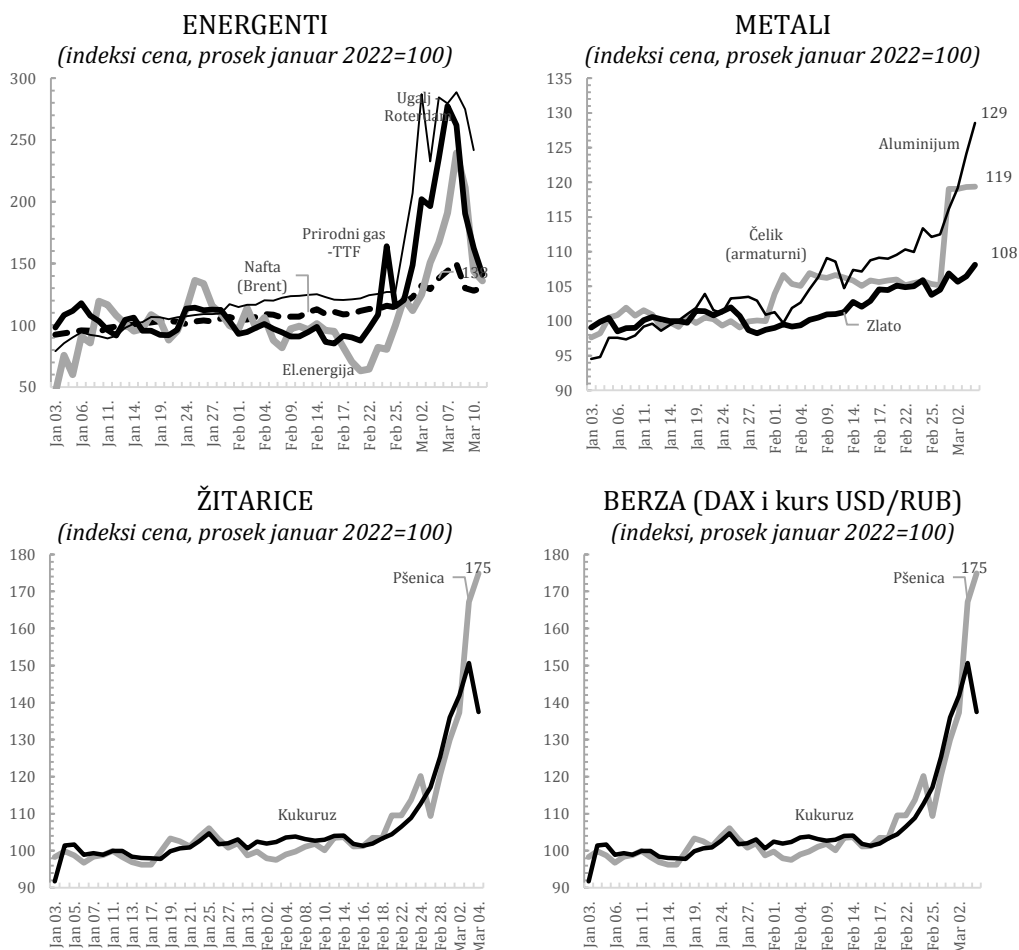 ENERGENTI
(indeksi cena, prosek januar 2022=100)
300
250
200
150
100
50
Ugalj -
Roterdam
Prirodni gas
-TTF
Nafta
(Brent)
138
El.energija
Jan 03.
Jan 06.
Jan 11.
Jan 14.
Jan 19.
Jan 24.
Jan 27.
Feb 01.
Feb 04.
Feb 09.
Feb 14.
Feb 17.
Feb 22.
Feb 25.
Mar 02.
Mar 07.
Mar 10.
METALI
(indeksi cena, prosek januar 2022=100)
135
130
125
120
115
110
105
100
95
90
129
Aluminijum
119
Čelik
(armaturni)
108
Zlato
Jan 03.
Jan 06.
Jan 11.
Jan 14.
Jan 19.
Jan 24.
Jan 27.
Feb 01.
Feb 04.
Feb 09.
Feb 14.
Feb 17.
Feb 22.
Feb 25.
Mar 02.
ŽITARICE
(indeksi cena, prosek januar 2022=100)
180
170
160
150
140
130
120
110
100
90
175
Pšenica
Kukuruz
Jan 03.
Jan 05.
Jan 07.
Jan 11.
Jan 13.
Jan 17.
Jan 19.
Jan 21.
Jan 25.
Jan 27.
Jan 31.
Feb 02.
Feb 04.
Feb 08.
Feb 10.
Feb 14.
Feb 16.
Feb 18.
Feb 22.
Feb 24.
Feb 28.
Mar 02.
Mar 04.
BERZA (DAX i kurs USD/RUB)
(indeksi, prosek januar 2022=100)
180
170
160
150
140
130
120
110
100
90
175
Pšenica
Kukuruz
Jan 03.
Jan 06.
Jan 11.
Jan 14.
Jan 19.
Jan 24.
Jan 27.
Feb 01.
Feb 04.
Feb 09.
Feb 14.
Feb 17.
Feb 22.
Feb 25.
Mar 02.